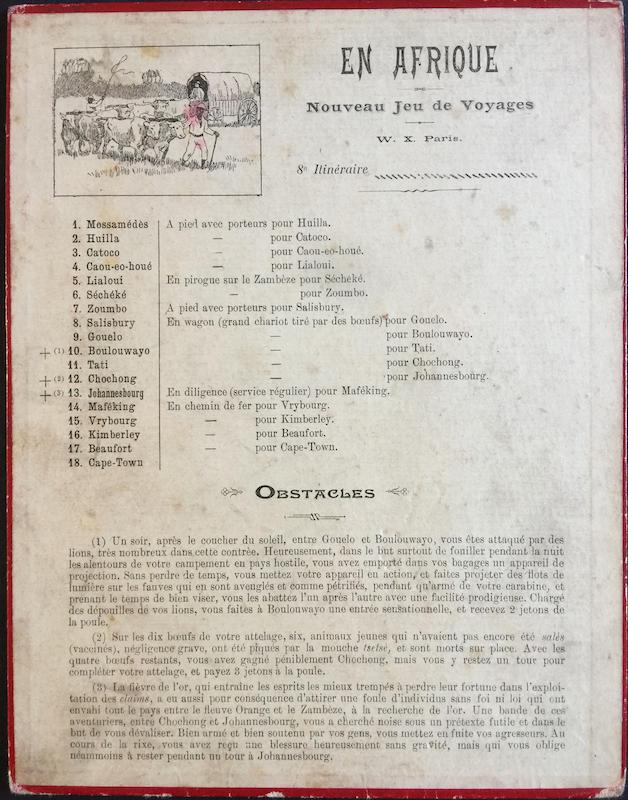 EN AFRIQUE
Nouveau Jeu de Voyages
W. X. Paris.
8e Itinéraire
1. Mossamédès A pied avec porteurs pour Huilla.
2. Huilla — pour Catoco.
3. Catoco — pour Caou-eo-houé.
4. Caou-eo-houé — pour Lialoui.
5. Lialoui En pirogue sur le Zambèze pour Séchéké.
6. Séchéké — pour Zoumbo.
7. Zoumbo A pied avec porteurs pour Salisbury.
8. Salisbury En wagon (grand chariot tiré par des bœufs) pour Gouelo.
9. Gouelo — pour Boulouwayo.
+ (1) 10. Boulouwayo — pour Tati.
11. Tati — pour Chochong.
+ (2) 12. Chochong — pour Johannesbourg.
+ (3) 13. Johannesbourg En diligence (service régulier) pour Maféking.
14. Maféking En chemin de fer pour Vrybourg.
15. Vrybourg — pour Kimberley.
16. Kimberley — pour Beaufort.
17. Beaufort — pour Cape-Town.
18. Cape-Town
OBSTACLES
(1) Un soir, après le coucher du soleil, entre Gouelo et Boulouwayo, vous êtes attaqué par des
lions, très nombreux dans cette contrée. Heureusement, dans le but surtout de fouiller pendant la nuit
les alentours de votre campement en pays hostile, vous avez emporté dans vos bagages un appareil de
projection. Sans perdre de temps, vous mettez votre appareil en action, et faites projeter des flots de
lumière sur les fauves qui en sont aveuglés et comme pétrifiés, pendant qu'armé de votre carabine, et
prenant le temps de bien viser, vous les abattez l'un après l'autre avec une facilité prodigieuse. Chargé
des dépouilles de vos lions, vous faites à Boulouwayo une entrée sensationnelle, et recevez 2 jetons de
la poule.
(2) Sur les dix bœufs de votre attelage, six, animaux jeunes qui n'avaient pas encore été salés
(vaccinés), négligence grave, ont été piqués par la mouche tsetsé, et sont morts sur place. Avec les
quatre bœufs restants, vous avez gagné péniblement Chochong, mais vous y restez un tour pour
compléter votre attelage, et payez 3 jetons à la poule.
(3) La fièvre de l'or, qui entraîne les esprits les mieux trempés à perdre leur fortune dans l'exploi-
tation des claims, a eu aussi pour conséquence d'attirer une foule d'individus sans foi ni loi qui ont
envahi tout le pays entre le fleuve Orange et le Zambèze, à la recherche de l'or. Une bande de ces
aventuriers, entre Chochong et Johannesbourg, vous a cherché noise sous un prétexte futile et dans le
but de vous dévaliser. Bien armé et bien soutenu par vos gens, vous mettez en fuite vos agresseurs. Au
cours de la rixe, vous avez reçu une blessure heureusement sans gravité, mais qui vous oblige
néammoins à rester pendant un tour à Johannesbourg.